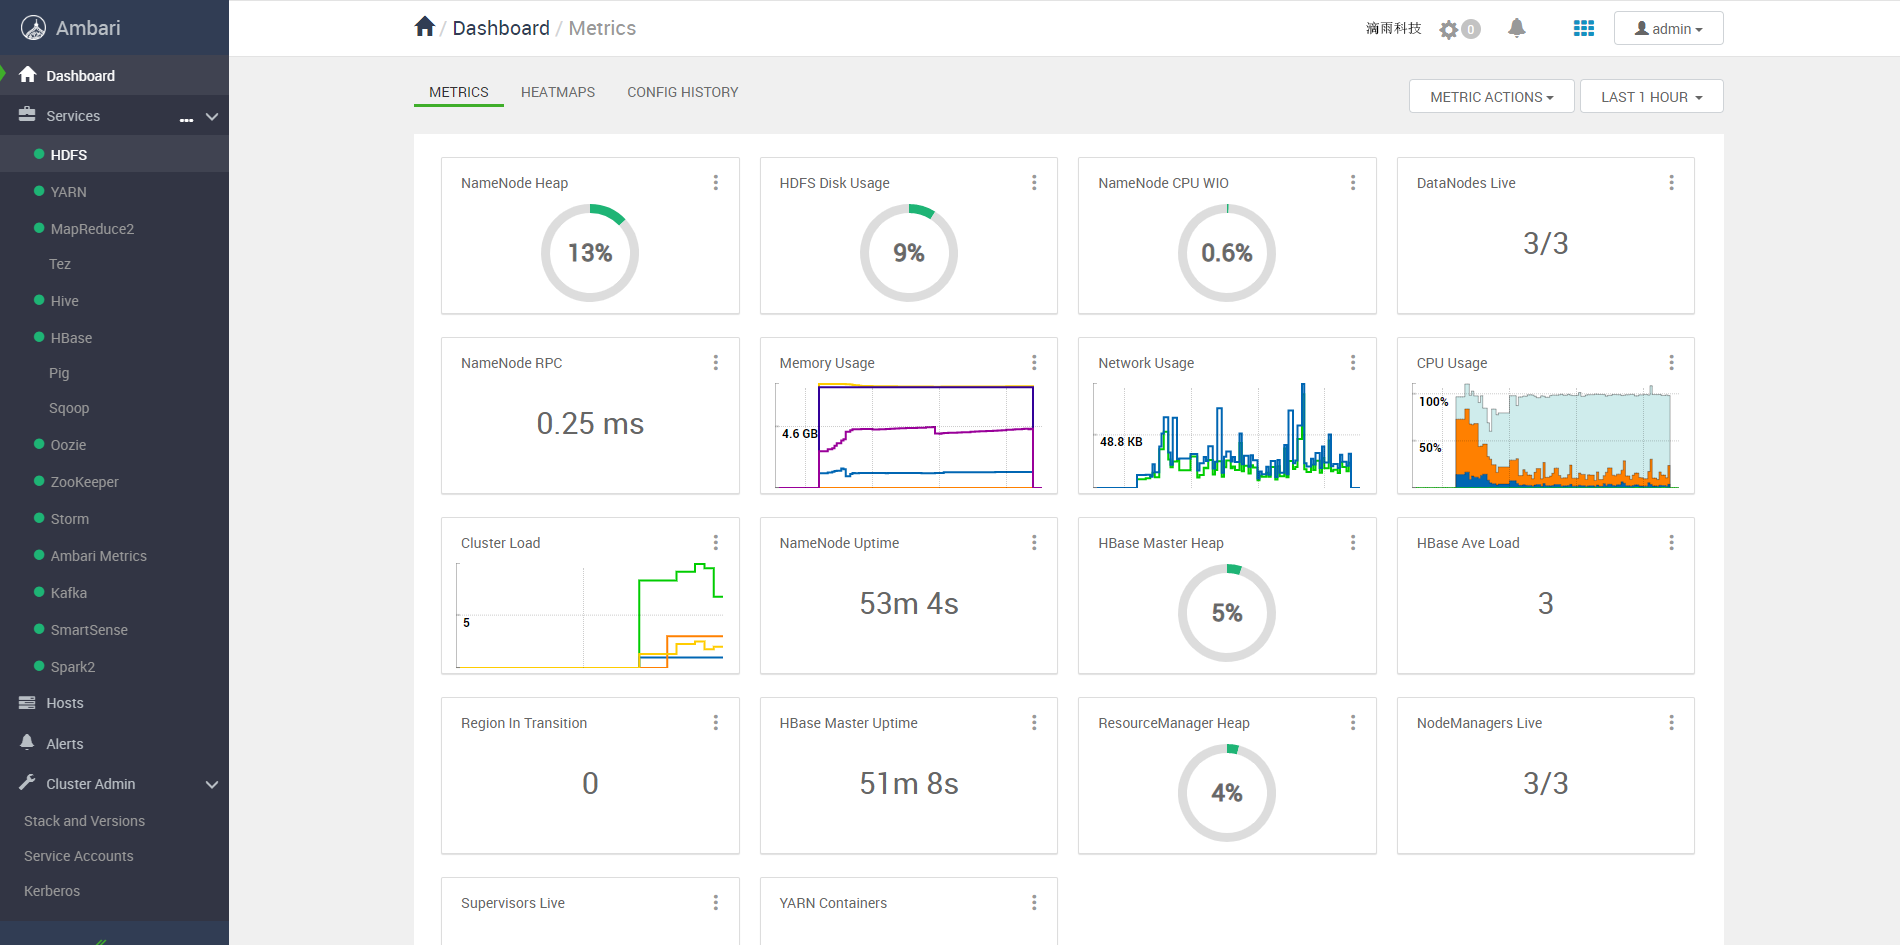 Ambari
Dashboard
Services
HDFS
YARN
MapReduce2
Tez
Hive
HBase
Pig
Sqoop
Oozie
ZooKeeper
Storm
Ambari Metrics
Kafka
SmartSense
Spark2
Hosts
Alerts
Cluster Admin
Stack and Versions
Service Accounts
Kerberos
/ Dashboard / Metrics
滴雨科技 0 admin
METRICS HEATMAPS CONFIG HISTORY
METRIC ACTIONS LAST 1 HOUR
NameNode Heap
13%
HDFS Disk Usage
9%
NameNode CPU WIO
0.6%
DataNodes Live
3/3
NameNode RPC
0.25 ms
Memory Usage
4.6 GB
Network Usage
48.8 KB
CPU Usage
100%
50%
Cluster Load
5
NameNode Uptime
53m 4s
HBase Master Heap
5%
HBase Ave Load
3
Region In Transition
0
HBase Master Uptime
51m 8s
ResourceManager Heap
4%
NodeManagers Live
3/3
Supervisors Live
YARN Containers